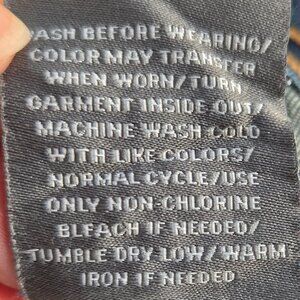 WASH BEFORE WEARING/
COLOR MAY TRANSFER
WHEN WORN/TURN
GARMENT INSIDE OUT/
MACHINE WASH COLD
WITH LIKE COLORS/
NORMAL CYCLE/USE
ONLY NON-CHLORINE
BLEACH IF NEEDED/
TUMBLE DRY LOW/WARM
IRON IF NEEDED